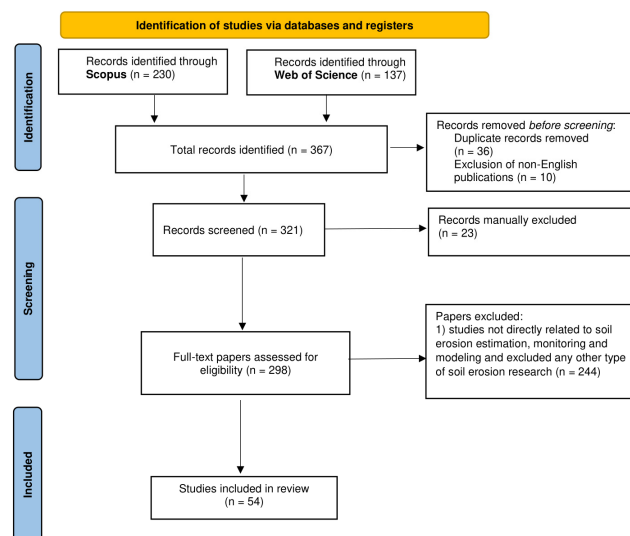 Identification of studies via databases and registers
Identification
Records identified through
Scopus (n = 230)
Records identified through
Web of Science (n = 137)
Total records identified (n = 367)
Records removed before screening:
Duplicate records removed
(n = 36)
Exclusion of non-English
publications (n = 10)
Screening
Records screened (n = 321)
Records manually excluded
(n = 23)
Full-text papers assessed for
eligibility (n = 298)
Papers excluded:
1) studies not directly related to soil
erosion estimation, monitoring and
modeling and excluded any other type
of soil erosion research (n = 244)
Included
Studies included in review
(n = 54)